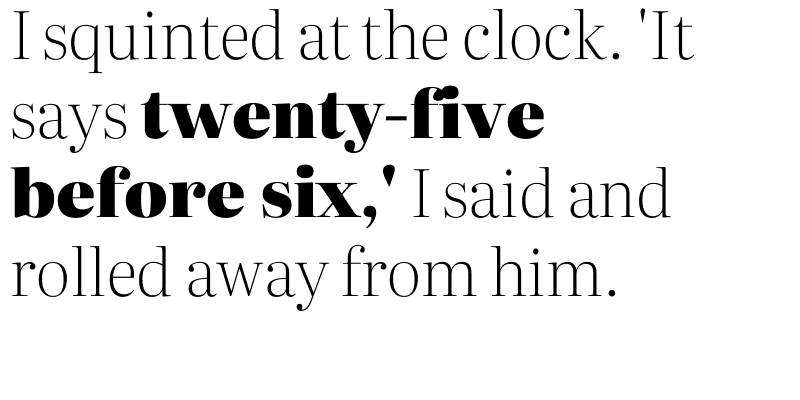 I squinted at the clock. 'It
says twenty-five
before six,' I said and
rolled away from him.